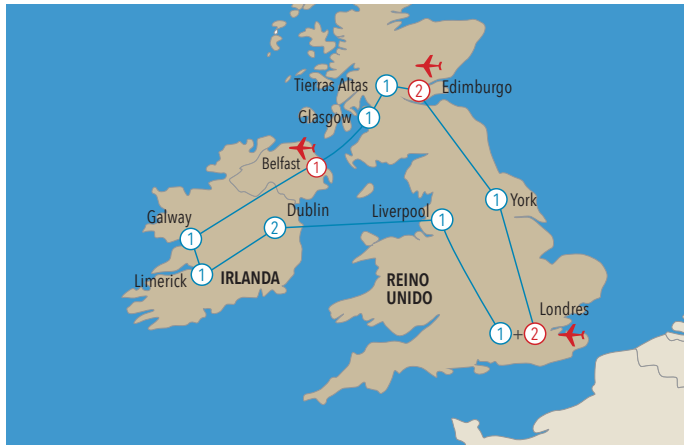 Tierras Altas
1
2
Edimburgo
Glasgow
1
Belfast
1
Galway
1
Dublin
2
Liverpool
1
1
York
Limerick
1
IRLANDA
REINO
UNIDO
Londres
1+2